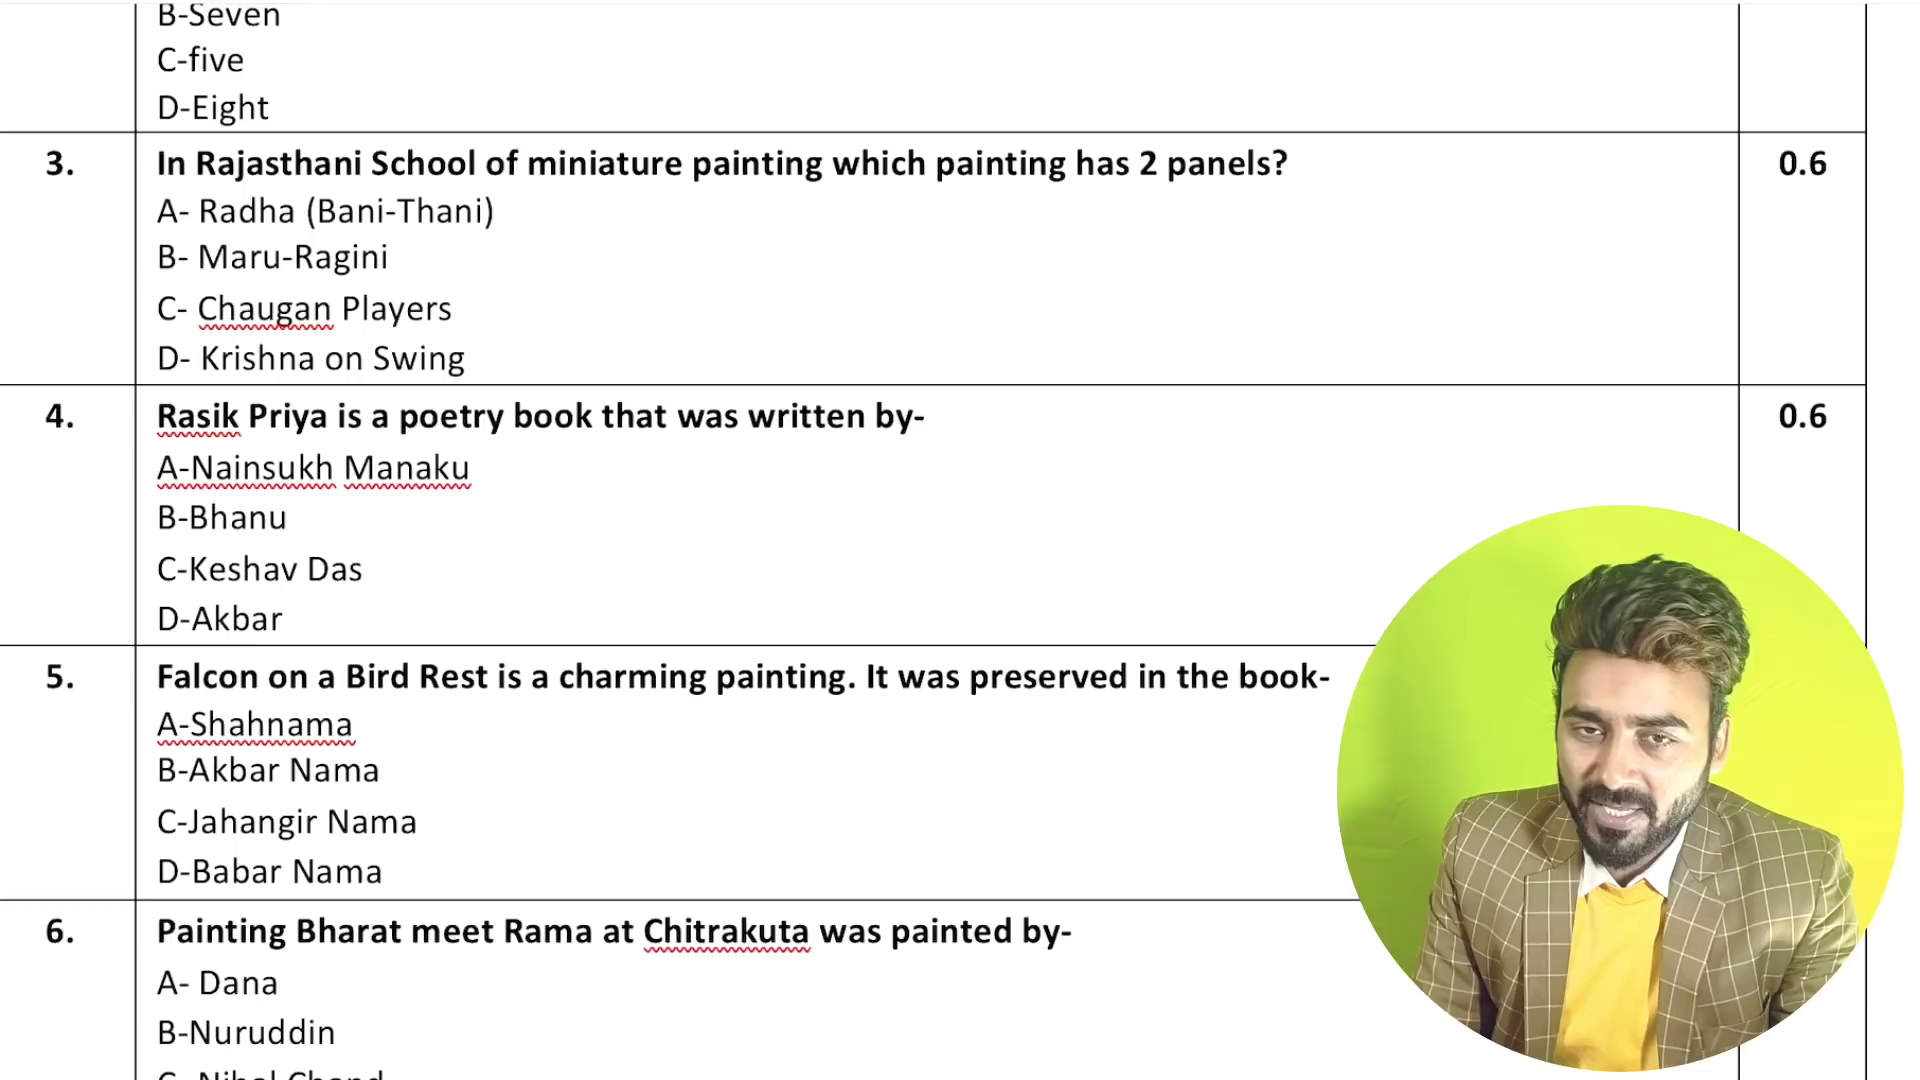 B-Seven
C-five
D-Eight
3.
In Rajasthani School of miniature painting which painting has 2 panels?
0.6
A- Radha (Bani-Thani)
B- Maru-Ragini
C- Chaugan Players
D- Krishna on Swing
4.
Rasik Priya is a poetry book that was written by-
0.6
A-Nainsukh Manaku
B-Bhanu
C-Keshav Das
D-Akbar
5.
Falcon on a Bird Rest is a charming painting. It was preserved in the book-
A-Shahnama
B-Akbar Nama
C-Jahangir Nama
D-Babar Nama
6.
Painting Bharat meet Rama at Chitrakuta was painted by-
A- Dana
B-Nuruddin
C- Nihal Chand